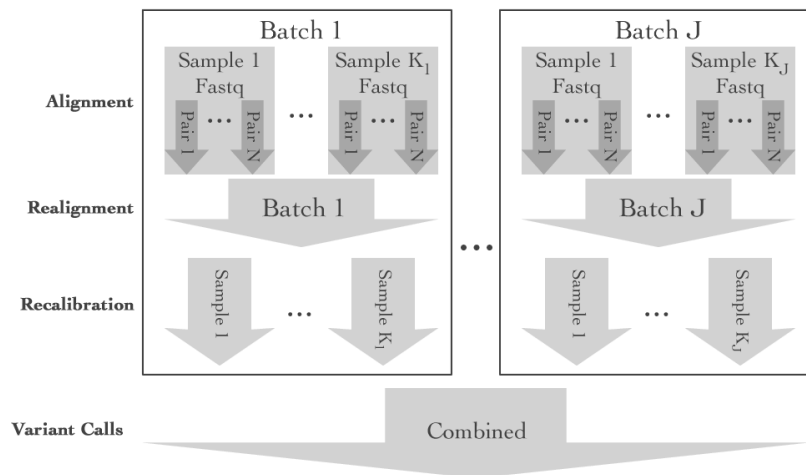 Batch 1
Batch J
Alignment
Sample 1
Fastq
...
Sample K₁
Fastq
Sample 1
Fastq
...
Sample K_J
Fastq
Pair 1
...
Pair N
Pair 1
...
Pair N
Pair 1
...
Pair N
Pair 1
...
Pair N
Realignment
Batch 1
...
Batch J
Recalibration
Sample 1
...
Sample K₁
Sample 1
...
Sample K_J
Variant Calls
Combined